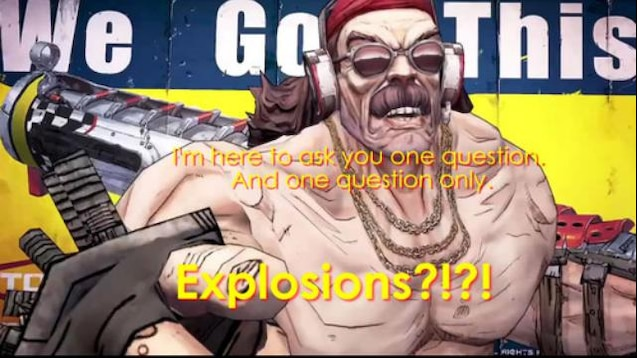 We Go This
I'm here to ask you one question.
And one question only.
Explosions?!?!